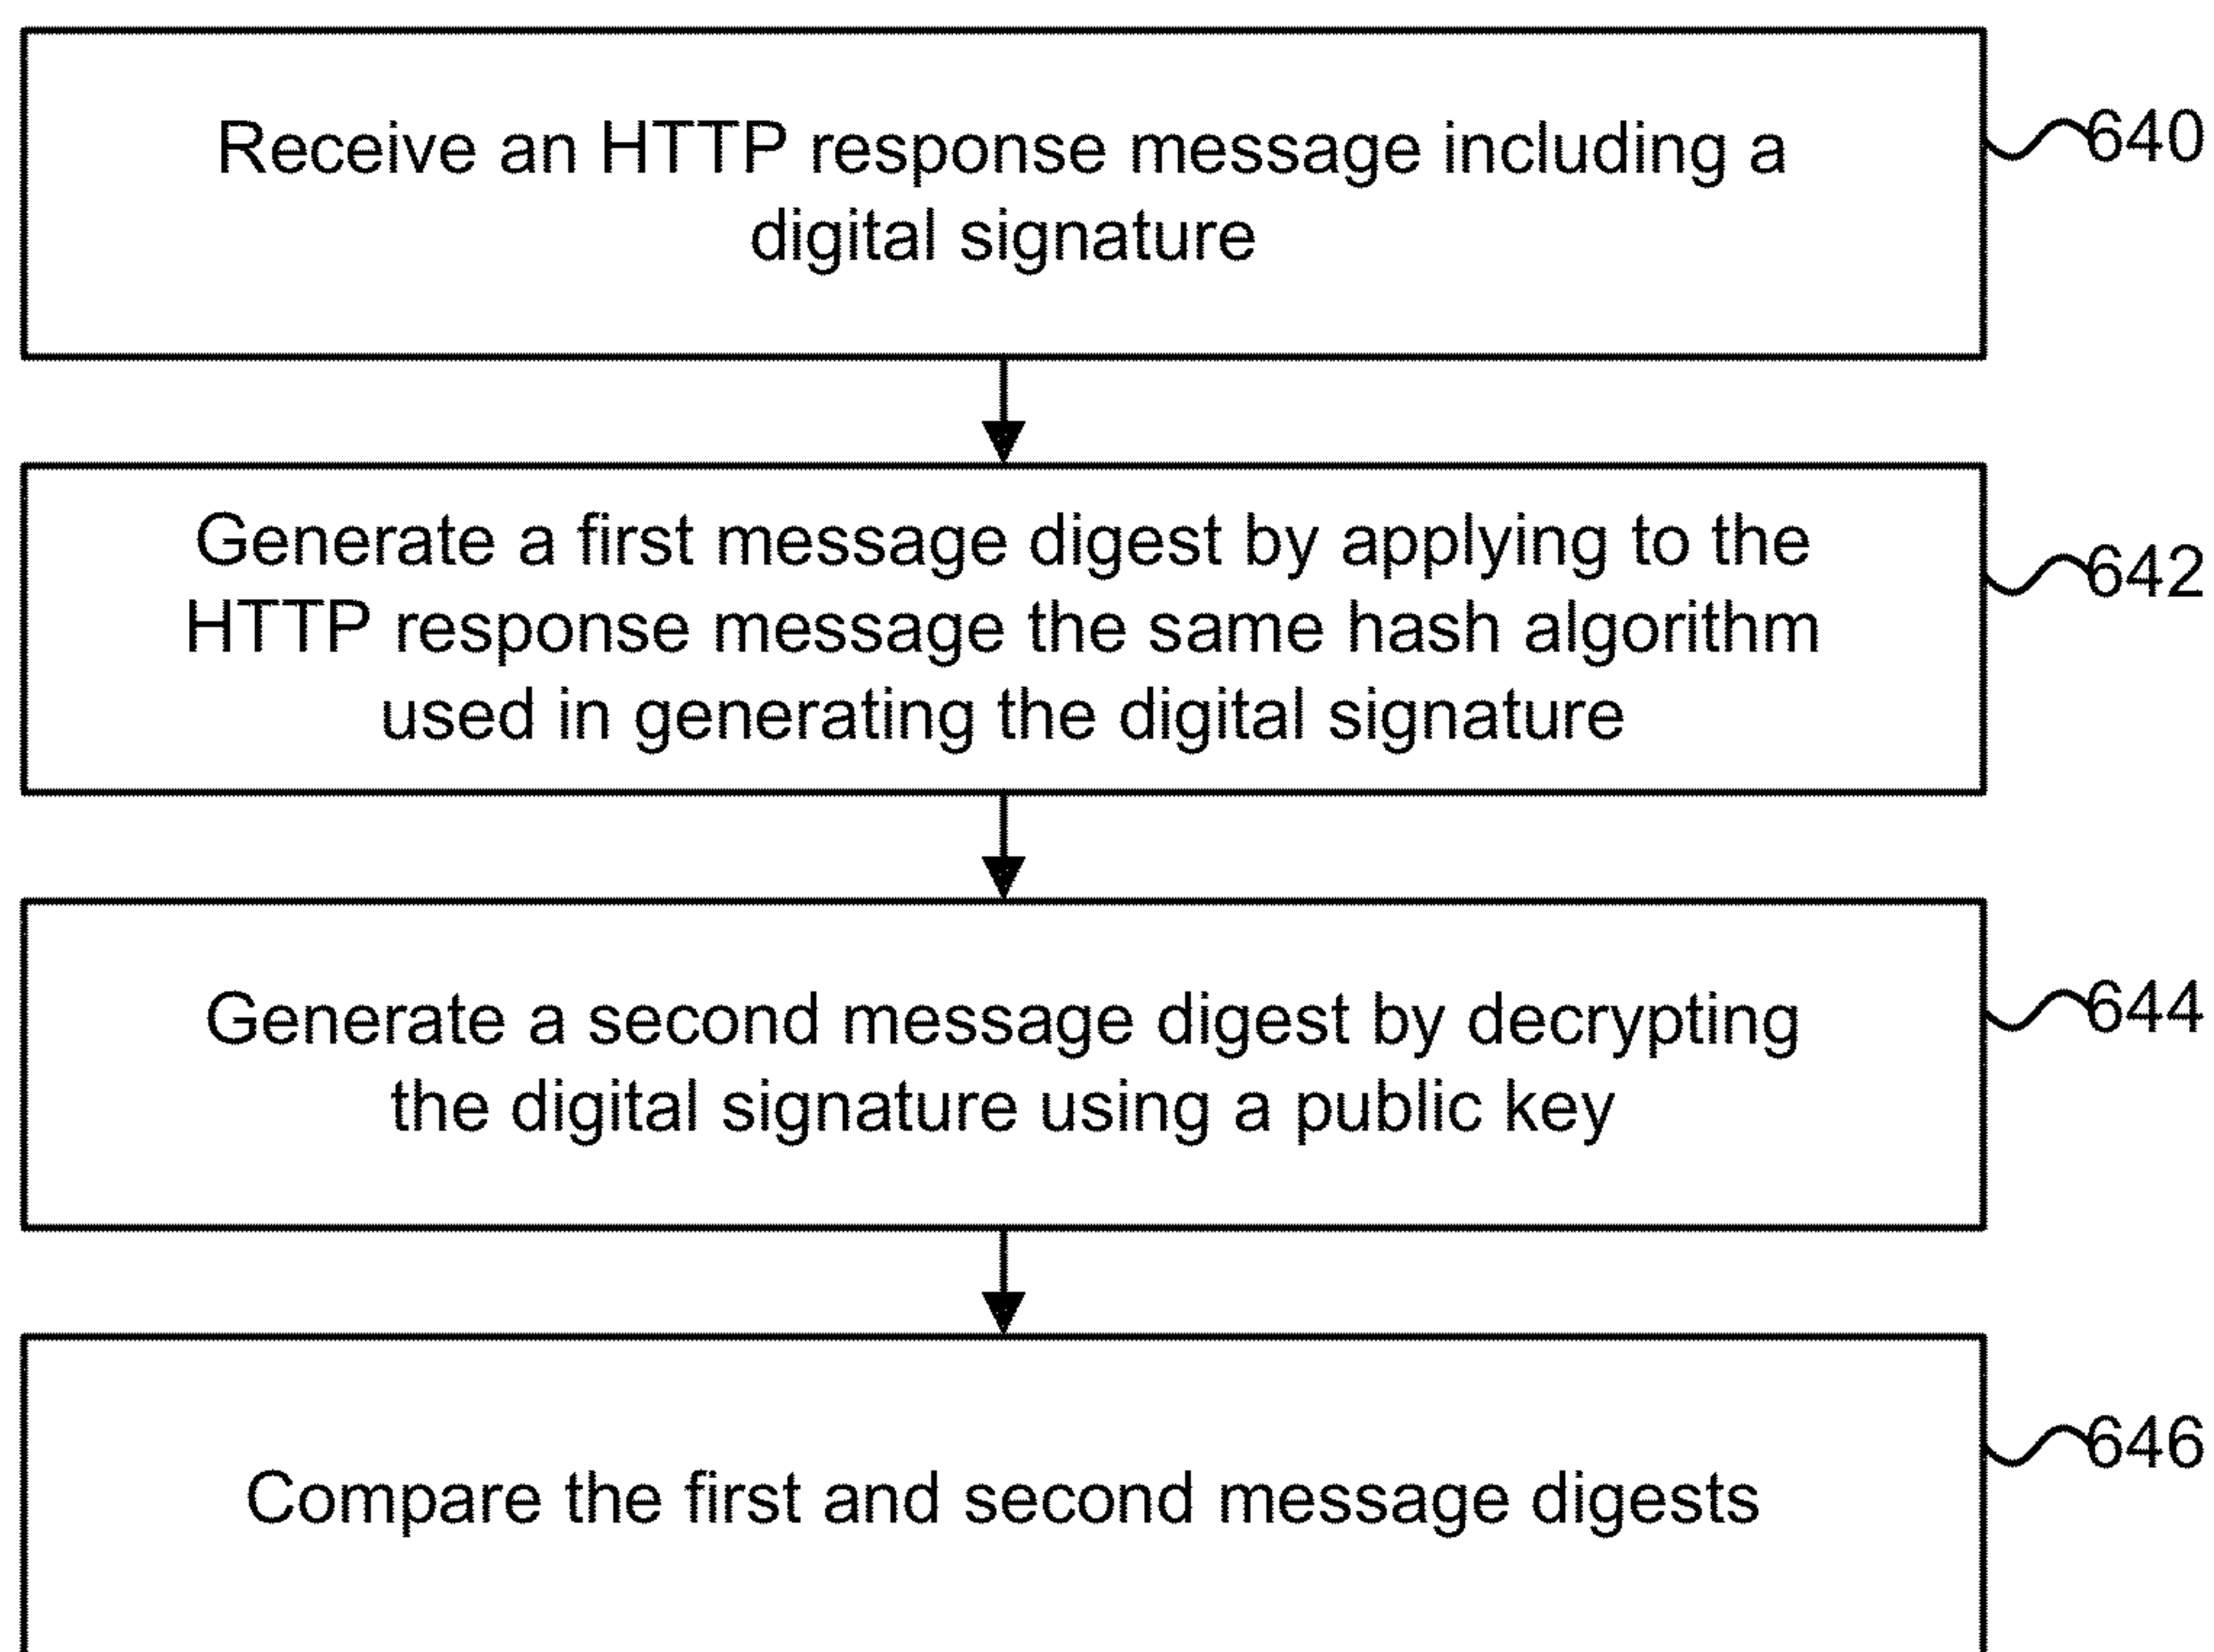 Receive an HTTP response message including a
digital signature
640
Generate a first message digest by applying to the
HTTP response message the same hash algorithm
used in generating the digital signature
642
Generate a second message digest by decrypting
the digital signature using a public key
644
Compare the first and second message digests
646